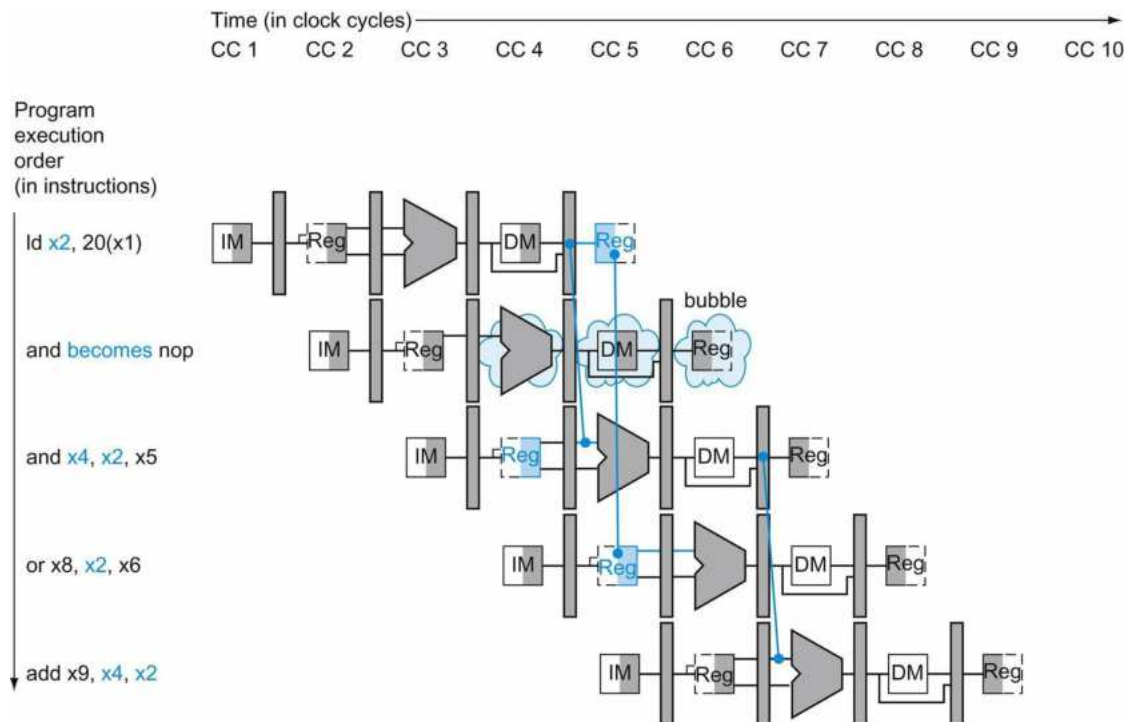 Time (in clock cycles)
CC 1 CC 2 CC 3 CC 4 CC 5 CC 6 CC 7 CC 8 CC 9 CC 10
Program
execution
order
(in instructions)
ld x2, 20(x1)
IM Reg DM Reg
bubble
and becomes nop
IM Reg DM Reg
and x4, x2, x5
IM Reg DM Reg
or x8, x2, x6
IM Reg DM Reg
add x9, x4, x2
IM Reg DM Reg